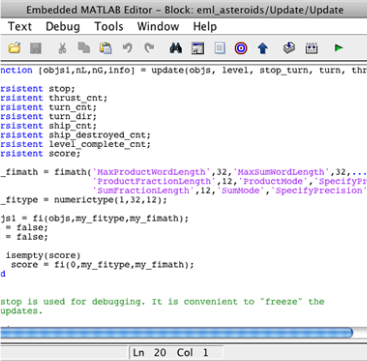 Embedded MATLAB Editor - Block: eml_asteroids/Update/Update
Text Debug Tools Window Help
nction [objs1,nL,nG,info] = update(objs, level, stop_turn, turn, thr
rsistent stop;
rsistent thrust_cnt;
rsistent turn_cnt;
rsistent turn_dir;
rsistent ship_cnt;
rsistent ship_destroyed_cnt;
rsistent level_complete_cnt;
rsistent score;
_fimath = fimath('MaxProductWordLength',32,'MaxSumWordLength',32,...
'ProductFractionLength',12,'ProductMode','SpecifyPr
'SumFractionLength',12,'SumMode','SpecifyPrecision'
_fitype = numerictype(1,32,12);
js1 = fi(objs,my_fitype,my_fimath);
= false;
= false;
isempty(score)
score = fi(0,my_fitype,my_fimath);
d
stop is used for debugging. It is convenient to "freeze" the
updates.
Ln 20 Col 1